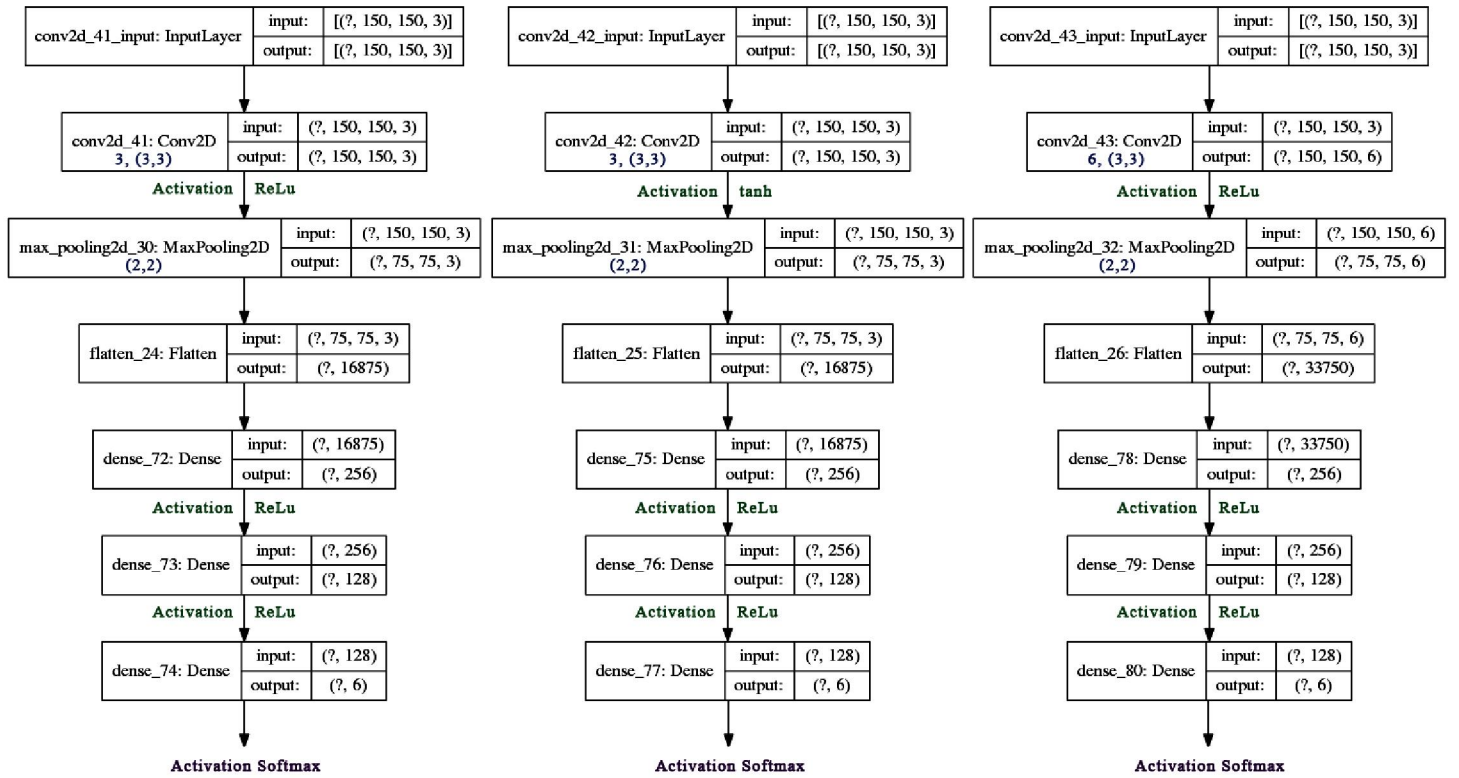 conv2d_41_input: InputLayer
input: [(?, 150, 150, 3)]
output: [(?, 150, 150, 3)]
conv2d_41: Conv2D
3, (3,3)
input: (?, 150, 150, 3)
output: (?, 150, 150, 3)
Activation ReLu
max_pooling2d_30: MaxPooling2D
(2,2)
input: (?, 150, 150, 3)
output: (?, 75, 75, 3)
flatten_24: Flatten
input: (?, 75, 75, 3)
output: (?, 16875)
dense_72: Dense
input: (?, 16875)
output: (?, 256)
Activation ReLu
dense_73: Dense
input: (?, 256)
output: (?, 128)
Activation ReLu
dense_74: Dense
input: (?, 128)
output: (?, 6)
Activation Softmax
conv2d_42_input: InputLayer
input: [(?, 150, 150, 3)]
output: [(?, 150, 150, 3)]
conv2d_42: Conv2D
3, (3,3)
input: (?, 150, 150, 3)
output: (?, 150, 150, 3)
Activation tanh
max_pooling2d_31: MaxPooling2D
(2,2)
input: (?, 150, 150, 3)
output: (?, 75, 75, 3)
flatten_25: Flatten
input: (?, 75, 75, 3)
output: (?, 16875)
dense_75: Dense
input: (?, 16875)
output: (?, 256)
Activation ReLu
dense_76: Dense
input: (?, 256)
output: (?, 128)
Activation ReLu
dense_77: Dense
input: (?, 128)
output: (?, 6)
Activation Softmax
conv2d_43_input: InputLayer
input: [(?, 150, 150, 3)]
output: [(?, 150, 150, 3)]
conv2d_43: Conv2D
6, (3,3)
input: (?, 150, 150, 3)
output: (?, 150, 150, 6)
Activation ReLu
max_pooling2d_32: MaxPooling2D
(2,2)
input: (?, 150, 150, 6)
output: (?, 75, 75, 6)
flatten_26: Flatten
input: (?, 75, 75, 6)
output: (?, 33750)
dense_78: Dense
input: (?, 33750)
output: (?, 256)
Activation ReLu
dense_79: Dense
input: (?, 256)
output: (?, 128)
Activation ReLu
dense_80: Dense
input: (?, 128)
output: (?, 6)
Activation Softmax